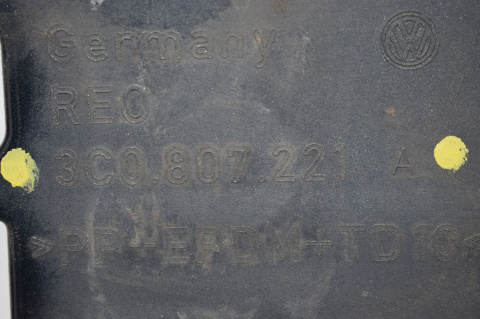 Germany
REO
3C0.807.221 A
>PP-EPDM-TD10<